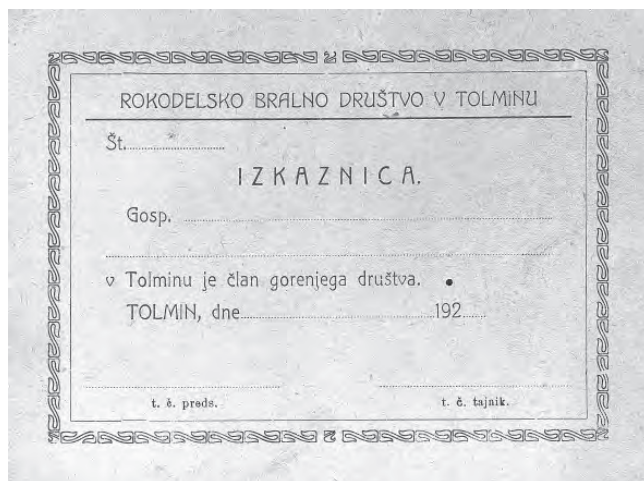 ROKODELSKO BRALNO DRUŠTVO V TOLMINU
Št.
IZKAZNICA.
Gosp.
v Tolminu je član gorenjega društva.
TOLMIN, dne 192
t. č. preds. t. č. tajnik.